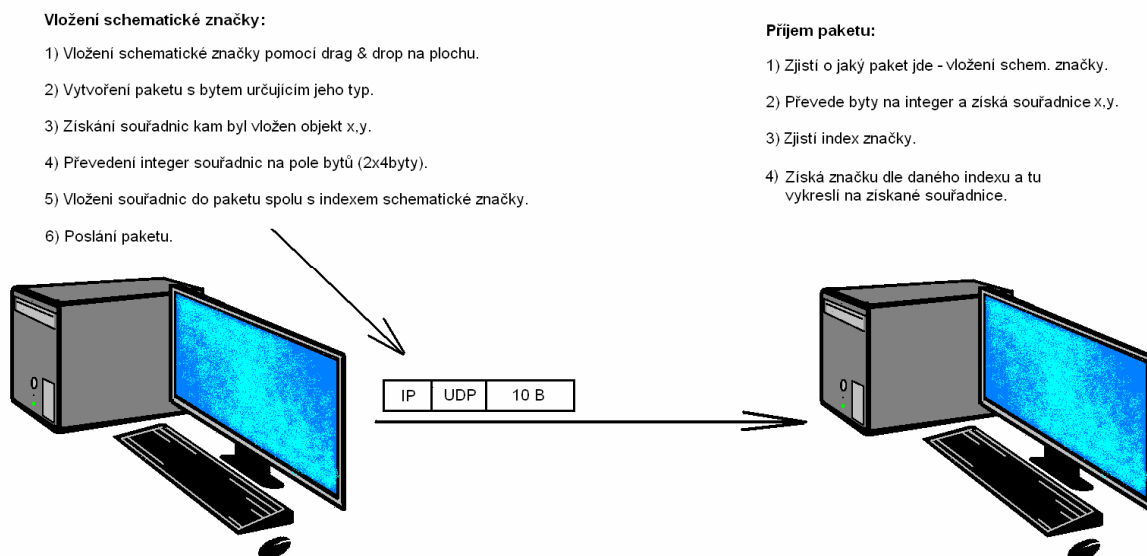 Vložení schematické značky:
1) Vložení schematické značky pomocí drag & drop na plochu.
2) Vytvoření paketu s bytem určujícím jeho typ.
3) Získání souřadnic kam byl vložen objekt x,y.
4) Převedení integer souřadnic na pole bytů (2x4byty).
5) Vložení souřadnic do paketu spolu s indexem schematické značky.
6) Poslání paketu.
Příjem paketu:
1) Zjistí o jaký paket jde - vložení schem. značky.
2) Převede byty na integer a získá souřadnice x,y.
3) Zjistí index značky.
4) Získá značku dle daného indexu a tu
vykreslí na získané souřadnice.
IP UDP 10 B